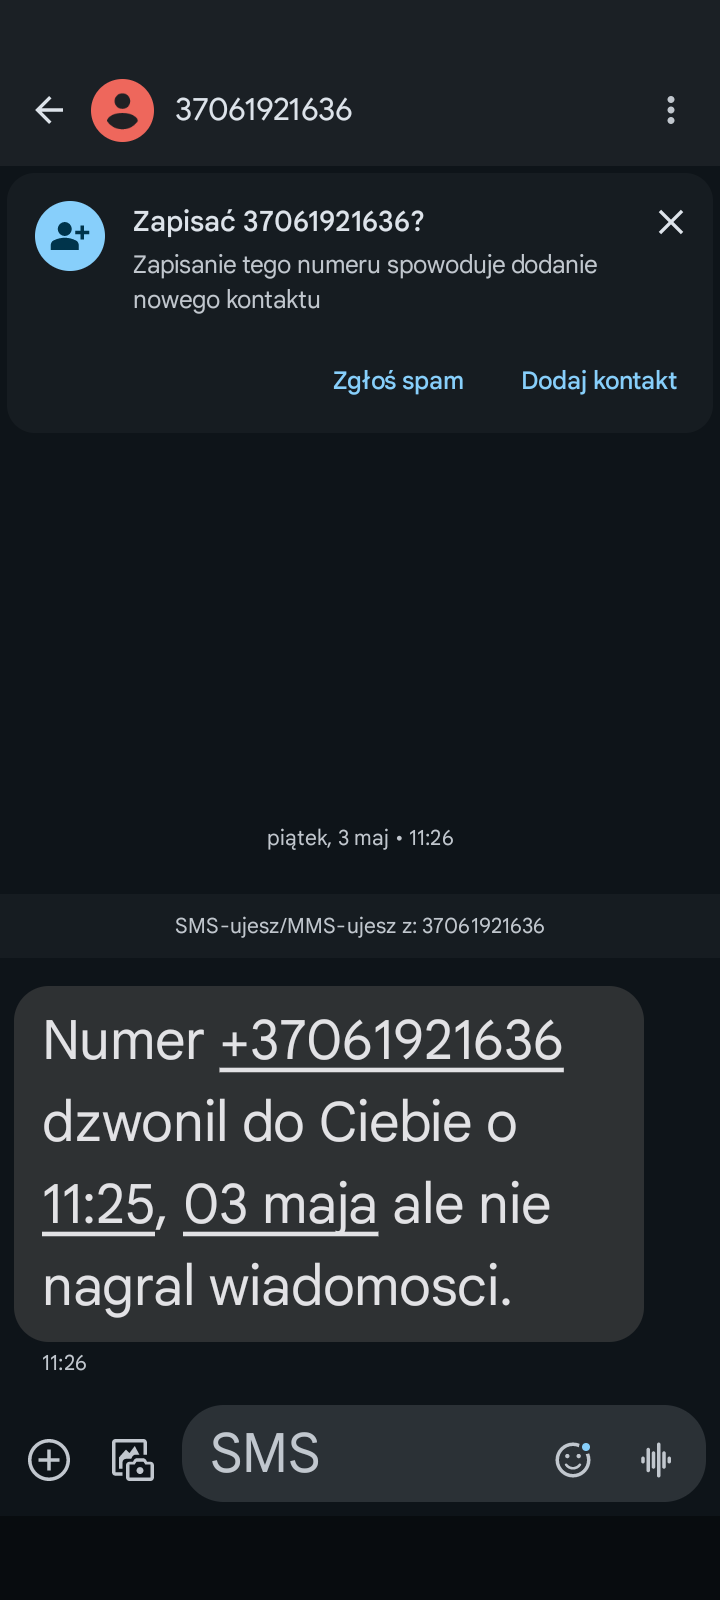 37061921636
Zapisać 37061921636?
Zapisanie tego numeru spowoduje dodanie
nowego kontaktu
Zgłoś spam
Dodaj kontakt
piątek, 3 maj • 11:26
SMS-ujesz/MMS-ujesz z: 37061921636
Numer +37061921636
dzwonil do Ciebie o
11:25, 03 maja ale nie
nagral wiadomosci.
11:26
SMS